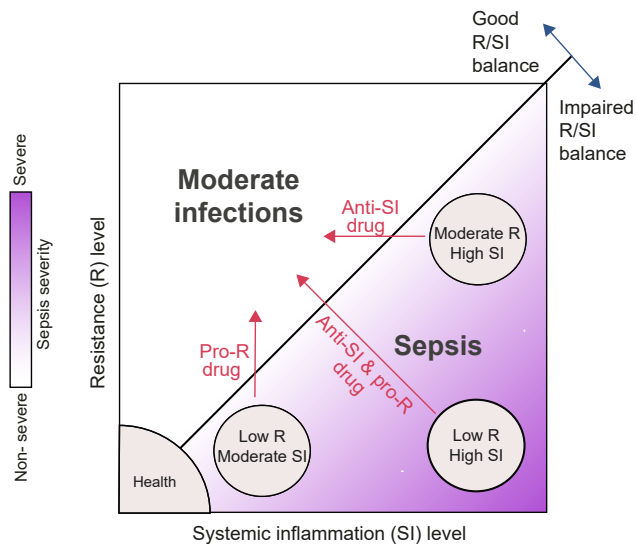 Good
R/SI
balance
Impaired
R/SI
balance
Severe
Sepsis severity
Non- severe
Resistance (R) level
Moderate
infections
Anti-SI
drug
Moderate R
High SI
Pro-R
drug
Anti-SI & pro-R
drug
Sepsis
Low R
Moderate SI
Low R
High SI
Health
Systemic inflammation (SI) level